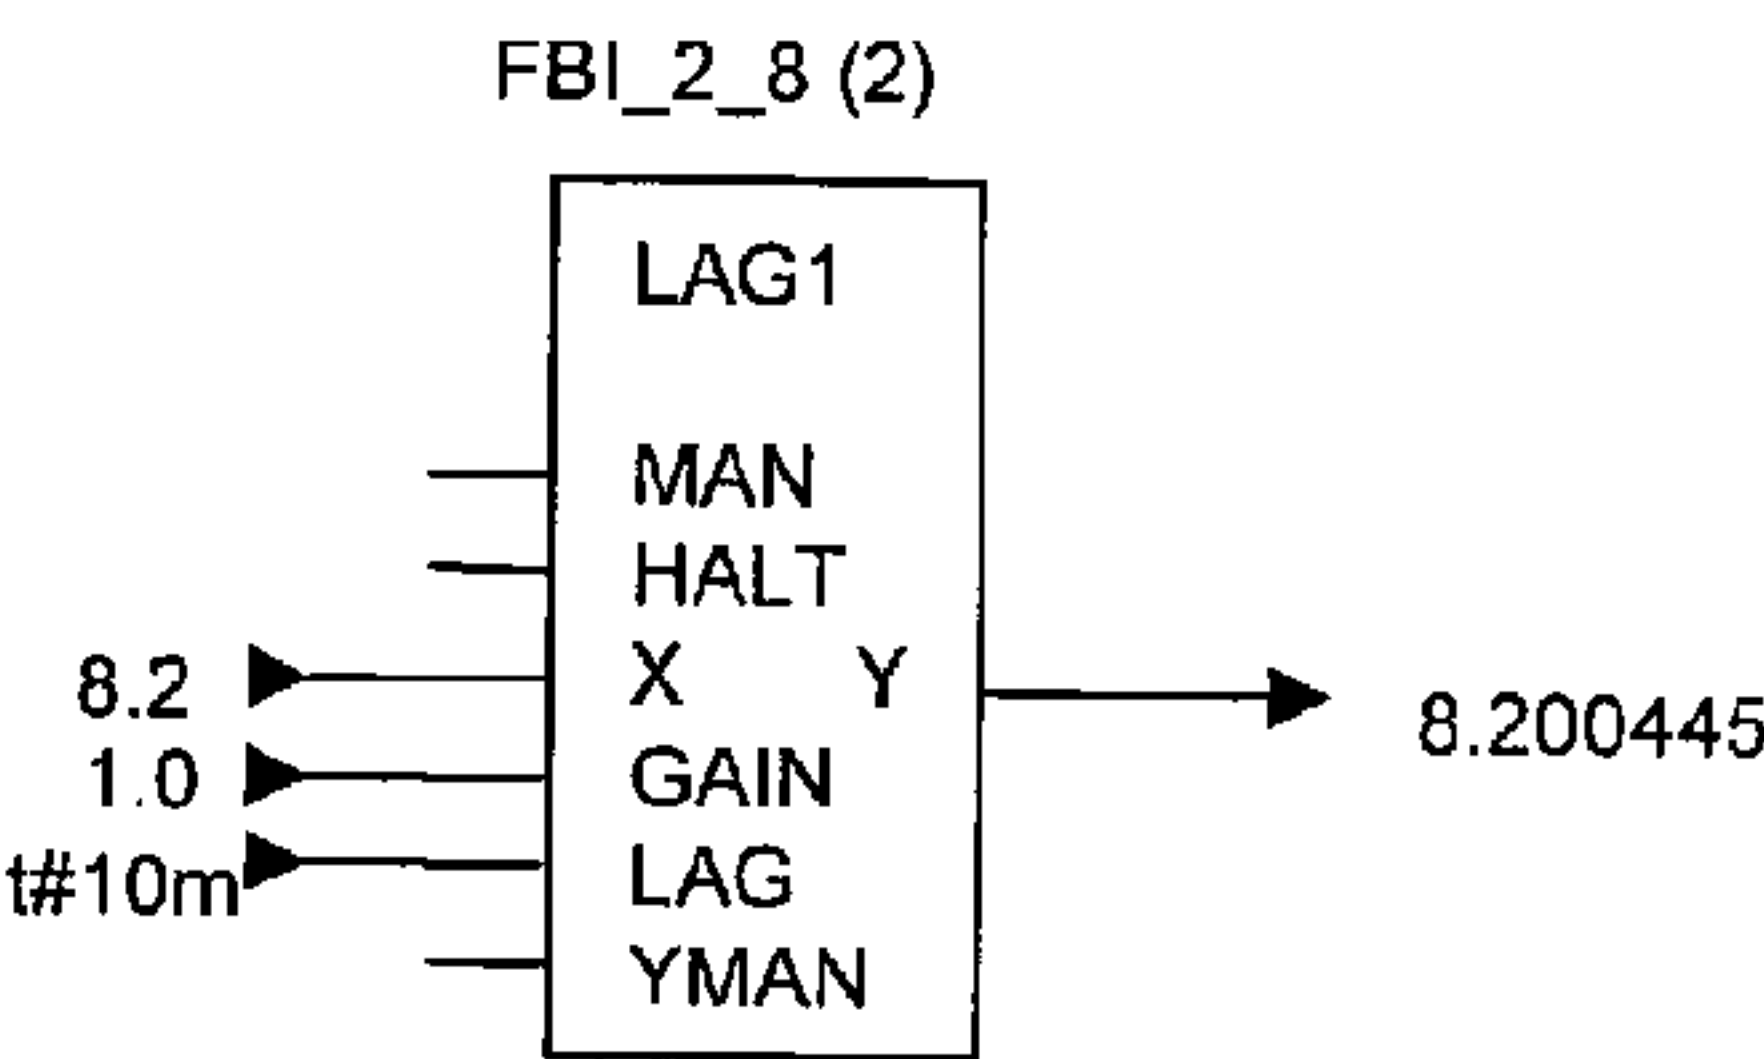 FBI_2_8 (2)
LAG1
MAN
HALT
8.2 X Y 8.200445
1.0 GAIN
t#10m LAG
YMAN